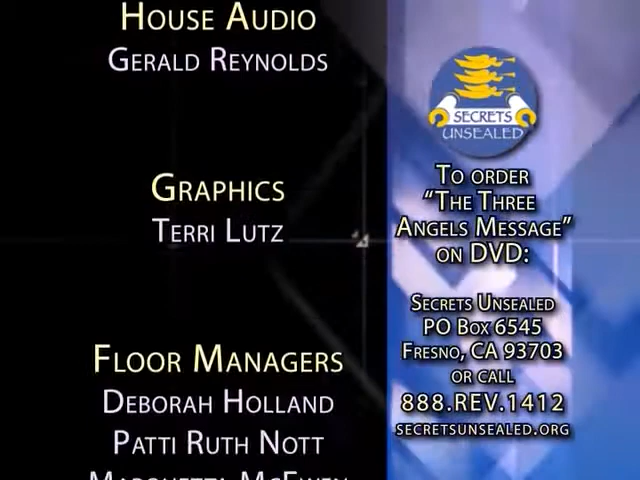 House Audio
Gerald Reynolds
Graphics
Terri Lutz
Floor Managers
Deborah Holland
Patti Ruth Nott
SECRETS
UNSEALED
To order
“The Three
Angels Message”
on DVD:
Secrets Unsealed
PO Box 6545
Fresno, CA 93703
or call
888.REV.1412
secretsunsealed.org